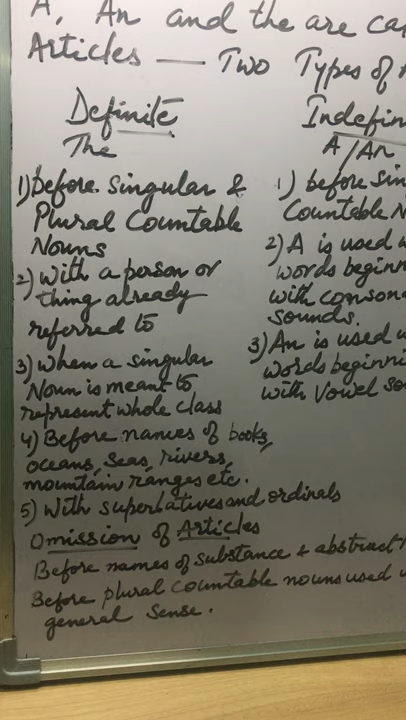 A, An and the are
Articles — Two Types of
Definite
The
1) before singular &
Plural Countable
Nouns
2) With a person or
thing already
referred to
3) When a singular
Noun is meant to
represent whole class
4) Before names of books,
oceans, seas, rivers,
mountain ranges etc.
5) With superlatives and ordinals
Indefin
A/An
1) before sin
Countable N
2) A is used
words beginn
with conson
sounds.
3) An is used
words beginni
with Vowel so
Omission of Articles
Before names of substance & abstract
Before plural countable nouns used
general sense.